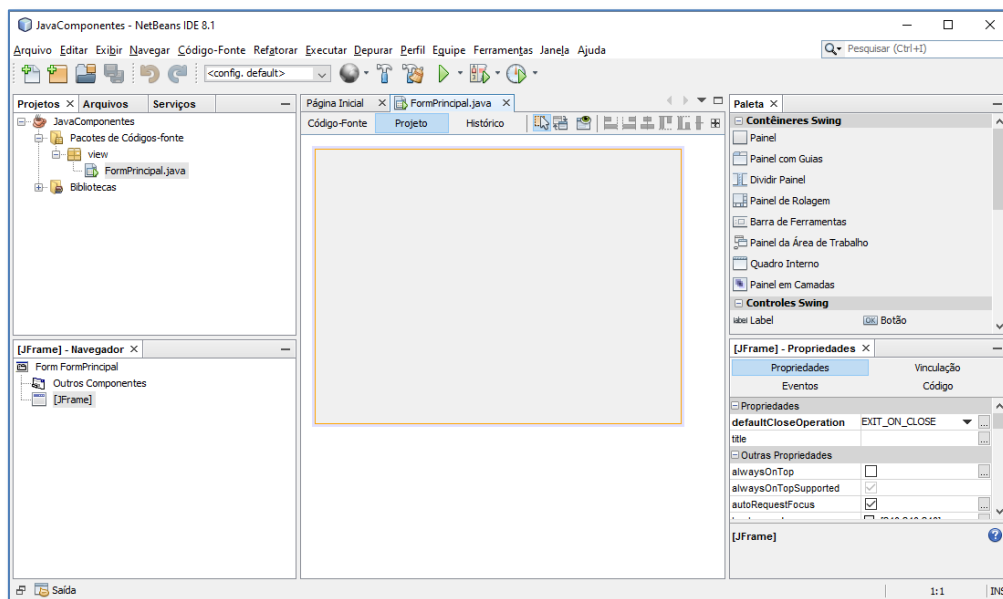 JavaComponentes - NetBeans IDE 8.1
Arquivo Editar Exibir Navegar Código-Fonte Refatorar Executar Depurar Perfil Equipe Ferramentas Janela Ajuda
Pesquisar (Ctrl+I)
<config. default>
Projetos Arquivos Serviços
JavaComponentes
Pacotes de Códigos-fonte
view
FormPrincipal.java
Bibliotecas
[JFrame] - Navegador
Form FormPrincipal
Outros Componentes
[JFrame]
Página Inicial FormPrincipal.java
Código-Fonte Projeto Histórico
Paleta
Contêineres Swing
Painel
Painel com Guias
Dividir Painel
Painel de Rolagem
Barra de Ferramentas
Painel da Área de Trabalho
Quadro Interno
Painel em Camadas
Controles Swing
label Label OK Botão
[JFrame] - Propriedades
Propriedades Vinculação
Eventos Código
Propriedades
defaultCloseOperation EXIT_ON_CLOSE
title
Outras Propriedades
alwaysOnTop
alwaysOnTopSupported
autoRequestFocus
[JFrame]
Saída
1:1 INS